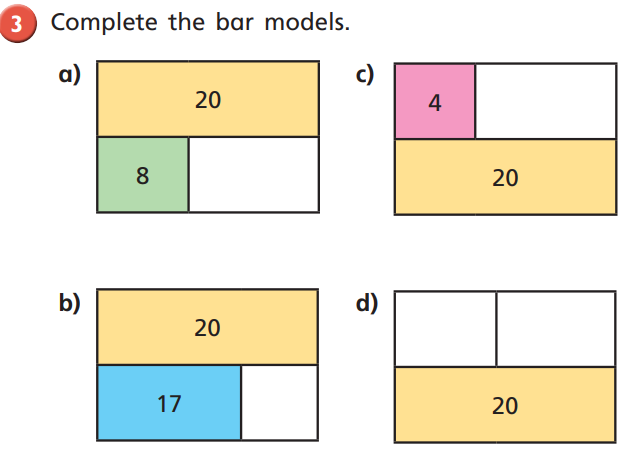 3 Complete the bar models.
a)
20
8
c)
4
20
b)
20
17
d)
20